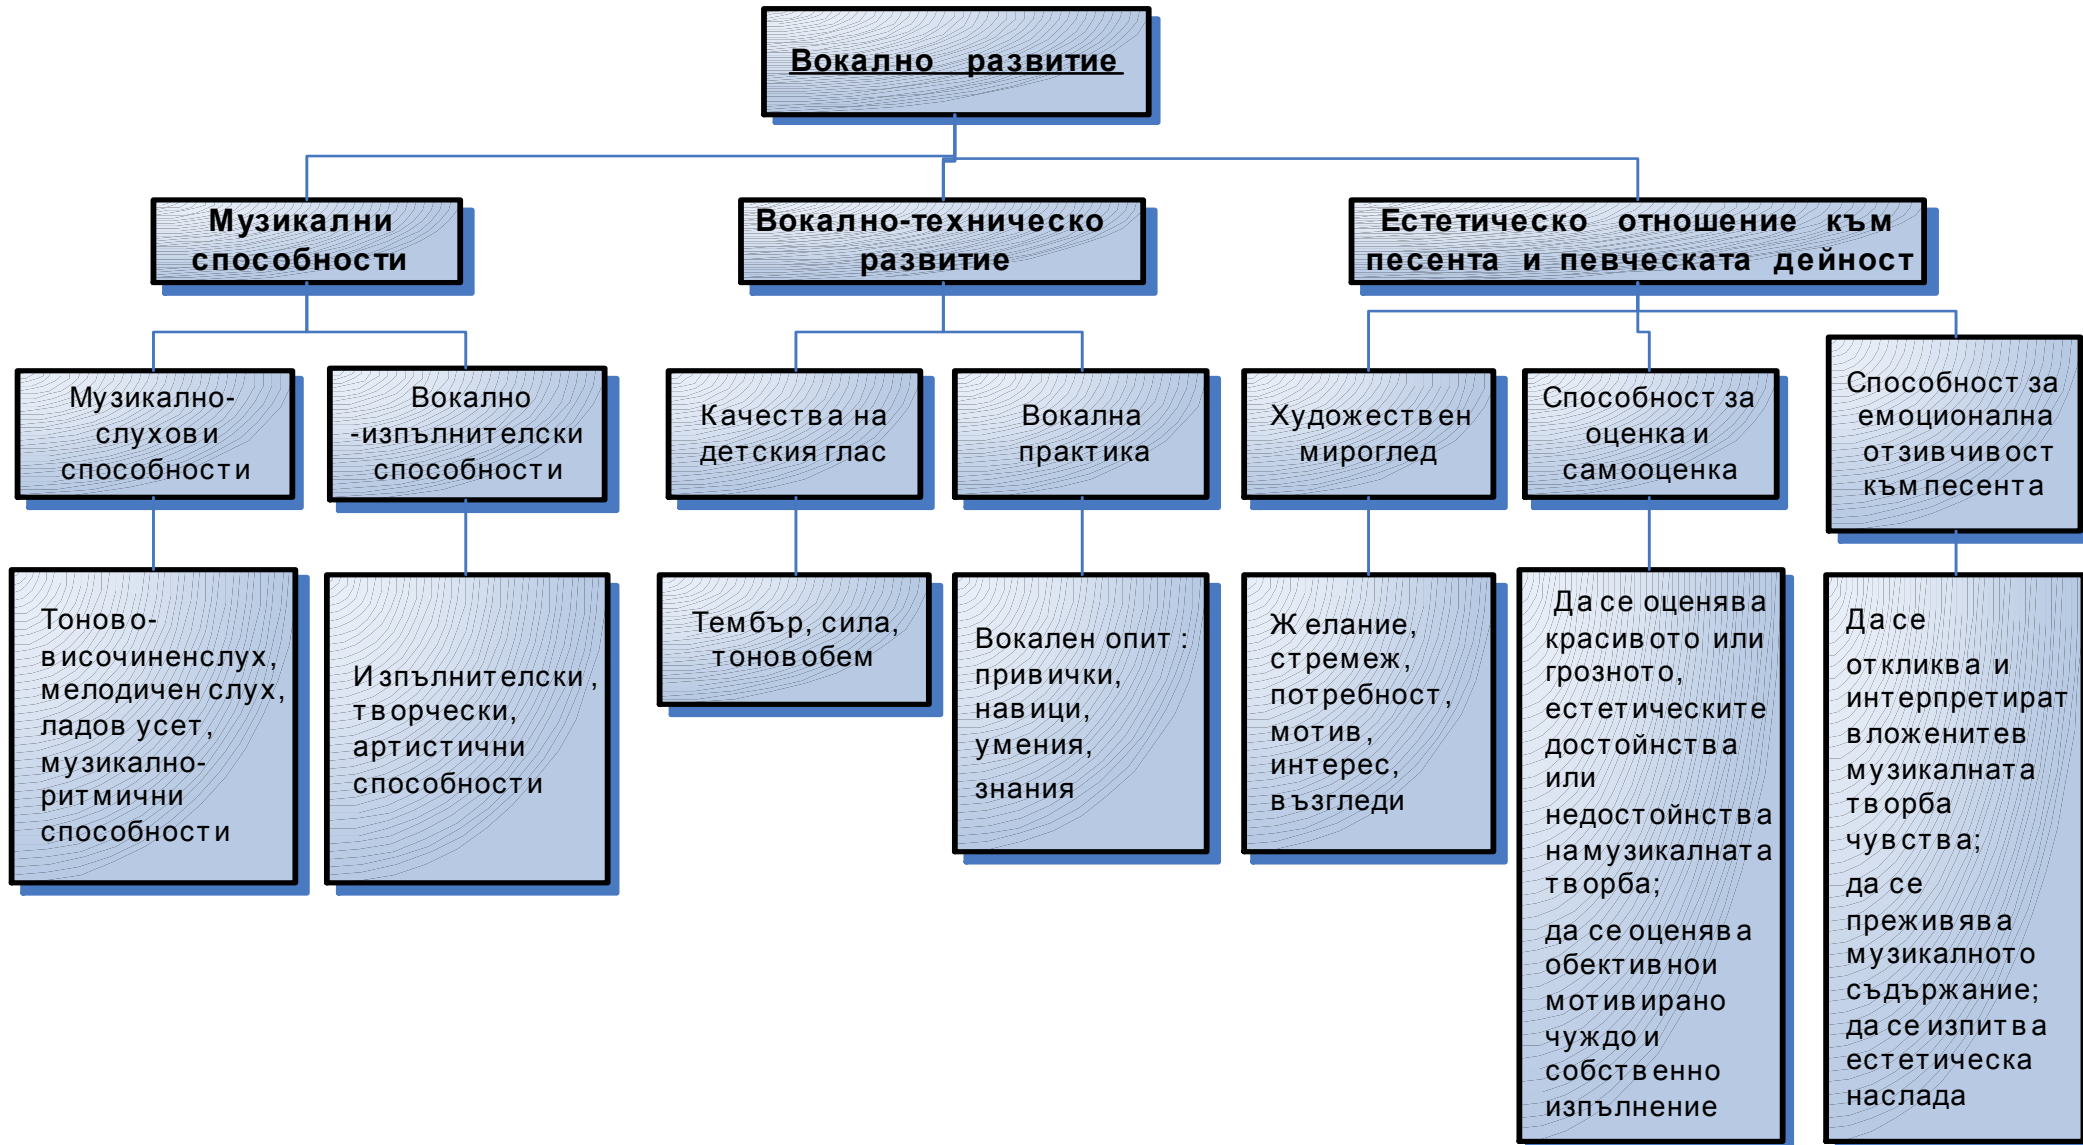 Вокално развитие
Музикални
способности
Вокално-техническо
развитие
Естетическо отношение към
песента и певческата дейност
Музикално-
слухови
способности
Вокално
-изпълнителски
способности
Качества на
детския глас
Вокална
практика
Художествен
мироглед
Способност за
оценка и
самооценка
Способност за
емоционална
отзивчивост
към песента
Тоново-
височинен слух,
мелодичен слух,
ладов усет,
музикално-
ритмични
способности
Изпълнителски,
творчески,
артистични
способности
Тембър, сила,
тонов обем
Вокален опит :
привички,
навици,
умения,
знания
Желание,
стремеж,
потребност,
мотив,
интерес,
възгледи
Да се оценява
красивото или
грозното,
естетическите
достойнства
или
недостойнства
на музикалната
творба;
да се оценява
обективно и
мотивирано
чуждо и
собствено
изпълнение
Да се
откликва и
интерпретират
вложените в
музикалната
творба
чувства;
да се
преживява
музикалното
съдържание;
да се изпитва
естетическа
наслада